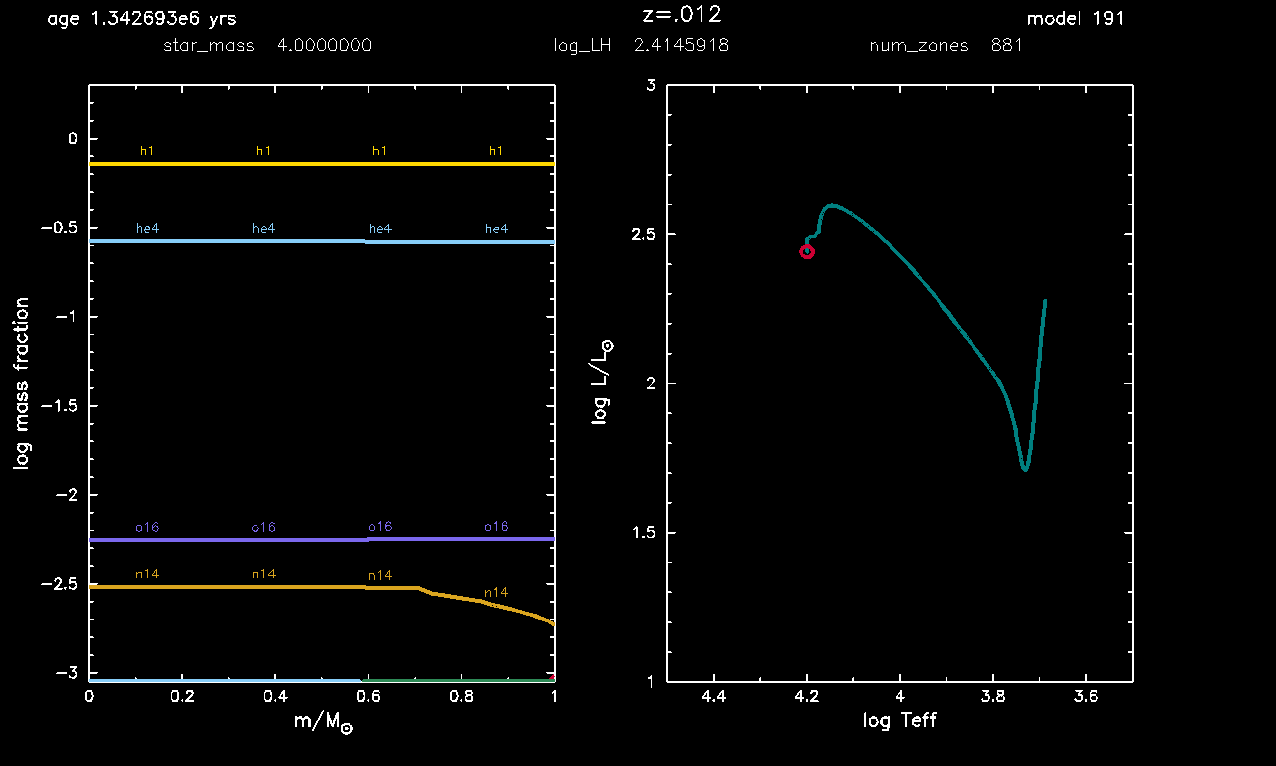 age 1.342693e6 yrs z=.012 model 191
star_mass 4.0000000 log_LH 2.4145918 num_zones 881
log mass fraction
0
−0.5
−1
−1.5
−2
−2.5
−3
h1 h1 h1 h1
he4 he4 he4 he4
o16 o16 o16 o16
n14 n14 n14 n14
0 0.2 0.4 0.6 0.8 1
m/M⊙
log L/L⊙
3
2.5
2
1.5
1
4.4 4.2 4 3.8 3.6
log Teff